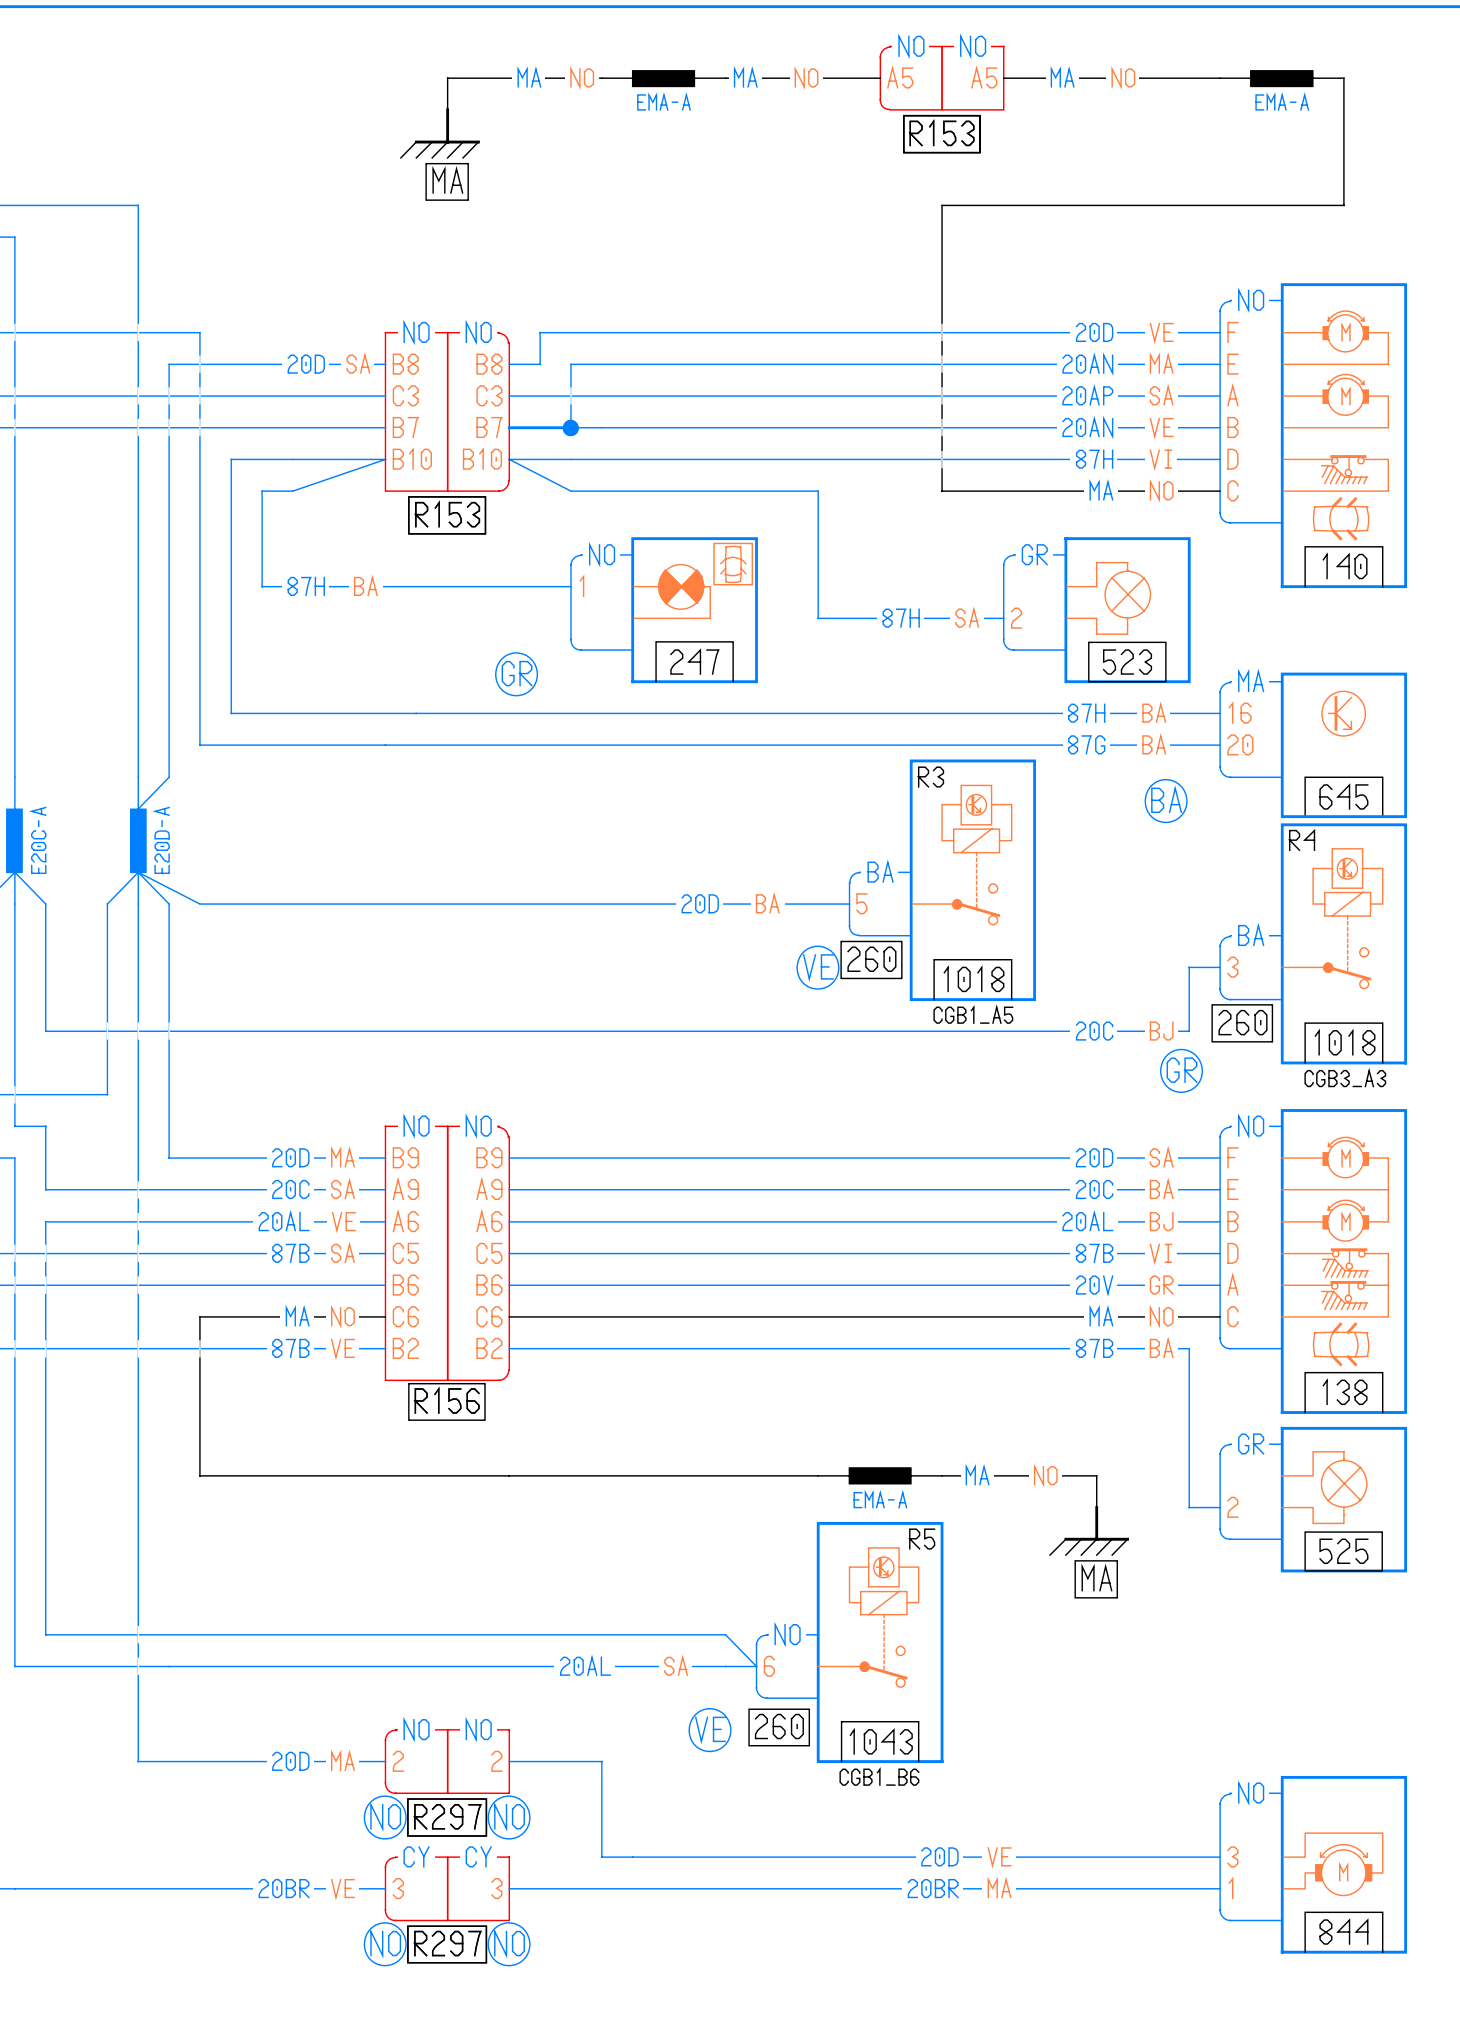 NO NO
MA NO MA NO A5 A5 MA NO
EMA-A EMA-A
R153
MA
NO
NO NO 20D VE F M
20D SA B8 B8 20AN MA E
C3 C3 20AP SA A M
B7 B7 20AN VE B
B10 B10 87H VI D
MA NO C
R153
NO GR 140
87H BA 1
87H SA 2
247 523
GR
MA
87H BA 16
87G BA 20
R3
BA 645
E20C-A E20D-A
R4
BA
20D BA 5
BA
VE 260 3
1018
CGB1_A5 260
20C BJ 1018
GR CGB3_A3
NO NO NO
20D MA B9 B9 20D SA F M
20C SA A9 A9 20C BA E
20AL VE A6 A6 20AL BJ B M
87B SA C5 C5 87B VI D
B6 B6 20V GR A
MA NO C6 C6 MA NO C
87B VE B2 B2 87B BA
R156 138
GR
MA NO
EMA-A 2
R5
525
MA
NO
20AL SA 6
VE 260
NO NO 1043
20D MA 2 2 CGB1_B6
NO
NO R297 NO
CY CY 20D VE 3
20BR VE 3 3 20BR MA 1 M
844
NO R297 NO